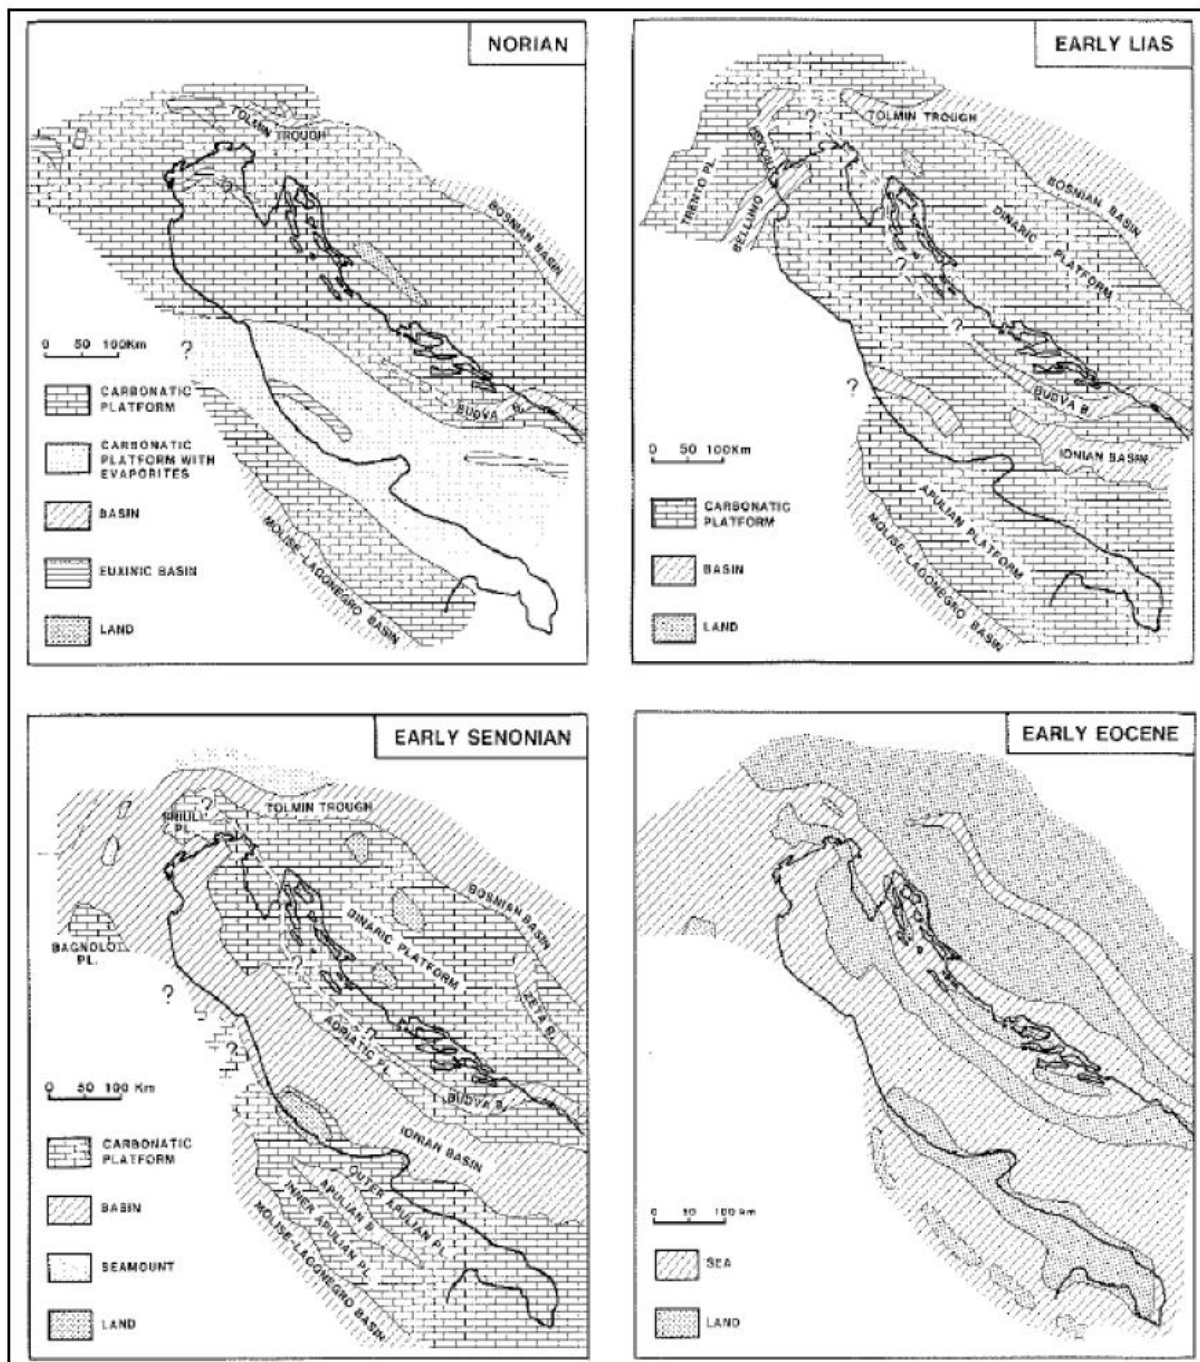 NORIAN
TOLMIN TROUGH
?
BOSNIAN BASIN
?
0 50 100Km
BUDVA B.
MOLISE-LAGONEGRO BASIN
CARBONATIC
PLATFORM
CARBONATIC
PLATFORM WITH
EVAPORITES
BASIN
EUXINIC BASIN
LAND
EARLY LIAS
?
TOLMIN TROUGH
TRENTO PL.
BELLUNO
BOSNIAN BASIN
DINARIC PLATFORM
?
?
?
BUDVA B.
IONIAN BASIN
APULIAN PLATFORM
MOLISE-LAGONEGRO BASIN
0 50 100Km
CARBONATIC
PLATFORM
BASIN
LAND
EARLY SENONIAN
?
FRIULI
PL.
TOLMIN TROUGH
BOSNIAN BASIN
BAGNOLO
PL.
DINARIC PLATFORM
?
?
ZETA B.
?
ADRIATIC PL.
?
BUDVA B.
IONIAN BASIN
OUTER APULIAN PL.
APULIAN B.
INNER APULIAN PL.
MOLISE-LAGONEGRO BASIN
0 50 100 Km
CARBONATIC
PLATFORM
BASIN
SEAMOUNT
LAND
EARLY EOCENE
0 50 100 km
SEA
LAND